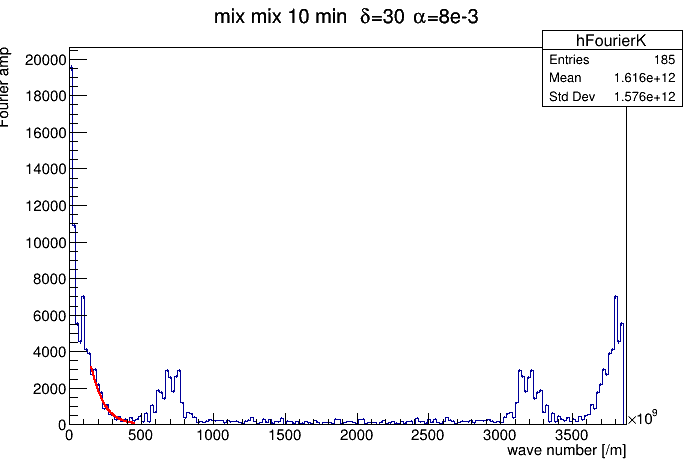 mix mix 10 min δ=30 α=8e-3
hFourierK
Entries 185
Mean 1.616e+12
Std Dev 1.576e+12
Fourier amp
20000
18000
16000
14000
12000
10000
8000
6000
4000
2000
0
0 500 1000 1500 2000 2500 3000 3500
×10⁹
wave number [/m]